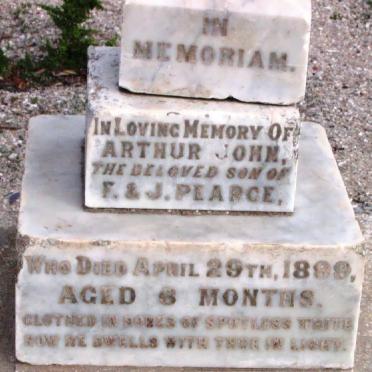 IN
MEMORIAM.
IN LOVING MEMORY OF
ARTHUR JOHN,
THE BELOVED SON OF
F. & J. PEARCE,
WHO DIED APRIL 29TH, 1899,
AGED 6 MONTHS.
CLOTHED IN ROBES OF SPOTLESS WHITE
NOW HE DWELLS WITH THEE IN LIGHT.